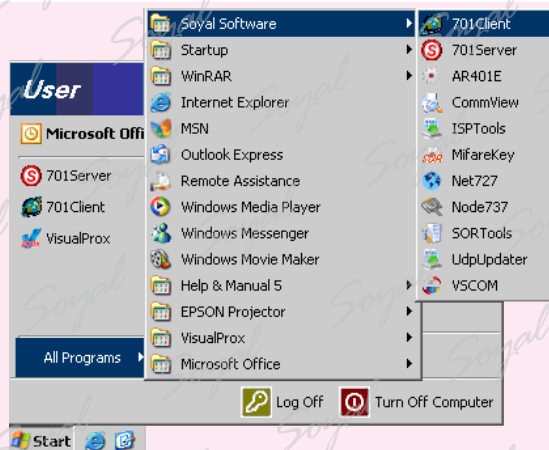 User
Microsoft Offi
701Server
701Client
VisualProx
All Programs
Soyal Software
Startup
WinRAR
Internet Explorer
MSN
Outlook Express
Remote Assistance
Windows Media Player
Windows Messenger
Windows Movie Maker
Help & Manual 5
EPSON Projector
VisualProx
Microsoft Office
701Client
701Server
AR401E
CommView
ISPTools
MifareKey
Net727
Node737
SORTools
UdpUpdater
VSCOM
Log Off
Turn Off Computer
Start
Soyal